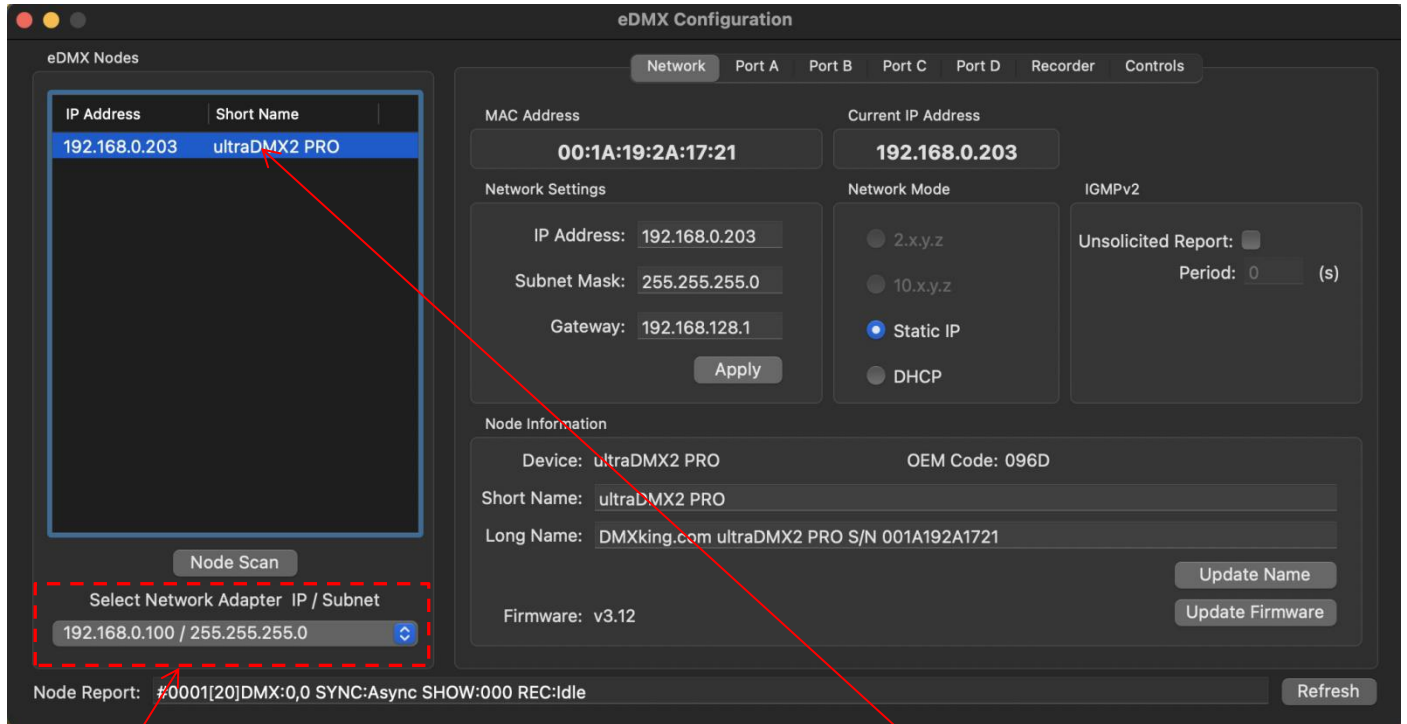 eDMX Configuration
eDMX Nodes
IP Address Short Name
192.168.0.203 ultraDMX2 PRO
Node Scan
Select Network Adapter IP / Subnet
192.168.0.100 / 255.255.255.0
Network Port A Port B Port C Port D Recorder Controls
MAC Address
00:1A:19:2A:17:21
Current IP Address
192.168.0.203
Network Settings
IP Address: 192.168.0.203
Subnet Mask: 255.255.255.0
Gateway: 192.168.128.1
Apply
Network Mode
2.x.y.z
10.x.y.z
Static IP
DHCP
IGMPv2
Unsolicited Report:
Period: 0 (s)
Node Information
Device: ultraDMX2 PRO OEM Code: 096D
Short Name: ultraDMX2 PRO
Long Name: DMXking.com ultraDMX2 PRO S/N 001A192A1721
Update Name
Firmware: v3.12 Update Firmware
Node Report: #0001[20]DMX:0,0 SYNC:Async SHOW:000 REC:Idle Refresh